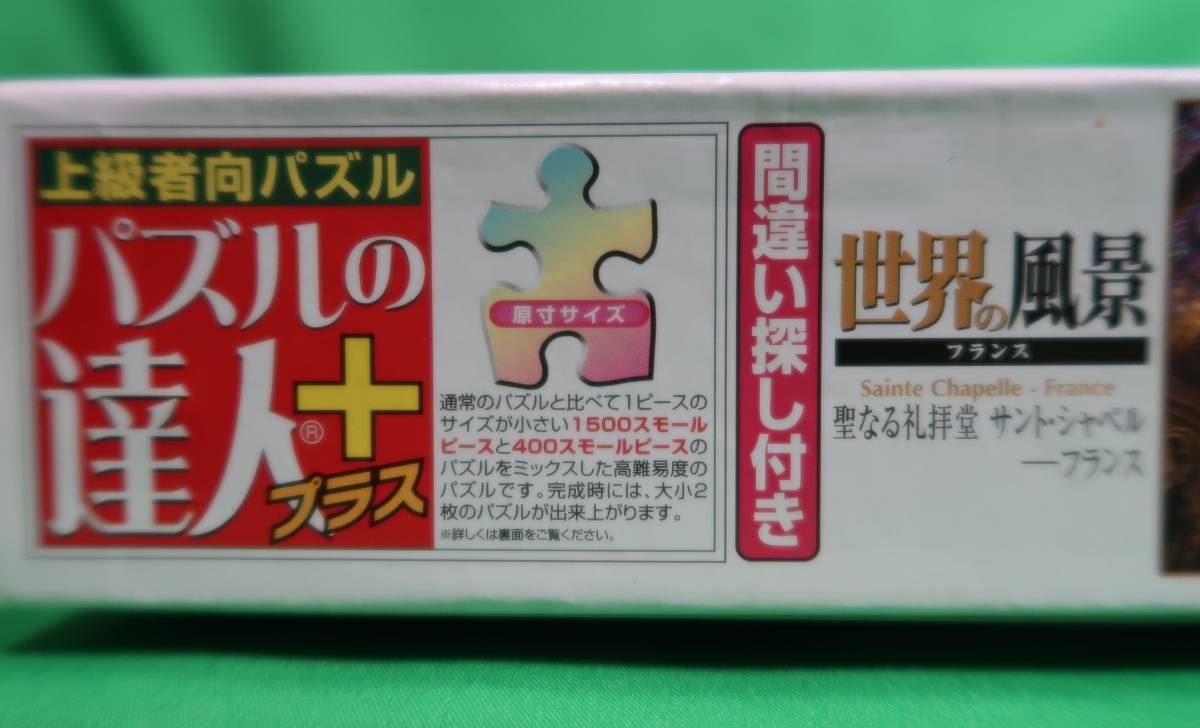 上級者向パズル
パズルの
達人®+
プラス
原寸サイズ
通常のパズルと比べて1ピースの
サイズが小さい1500スモール
ピースと400スモールピースの
パズルをミックスした高難易度の
パズルです。完成時には、大小2
枚のパズルが出来上がります。
※詳しくは裏面をご覧ください。
間違い探し付き
世界の風景
フランス
Sainte Chapelle - France
聖なる礼拝堂 サント・シャペル
―フランス